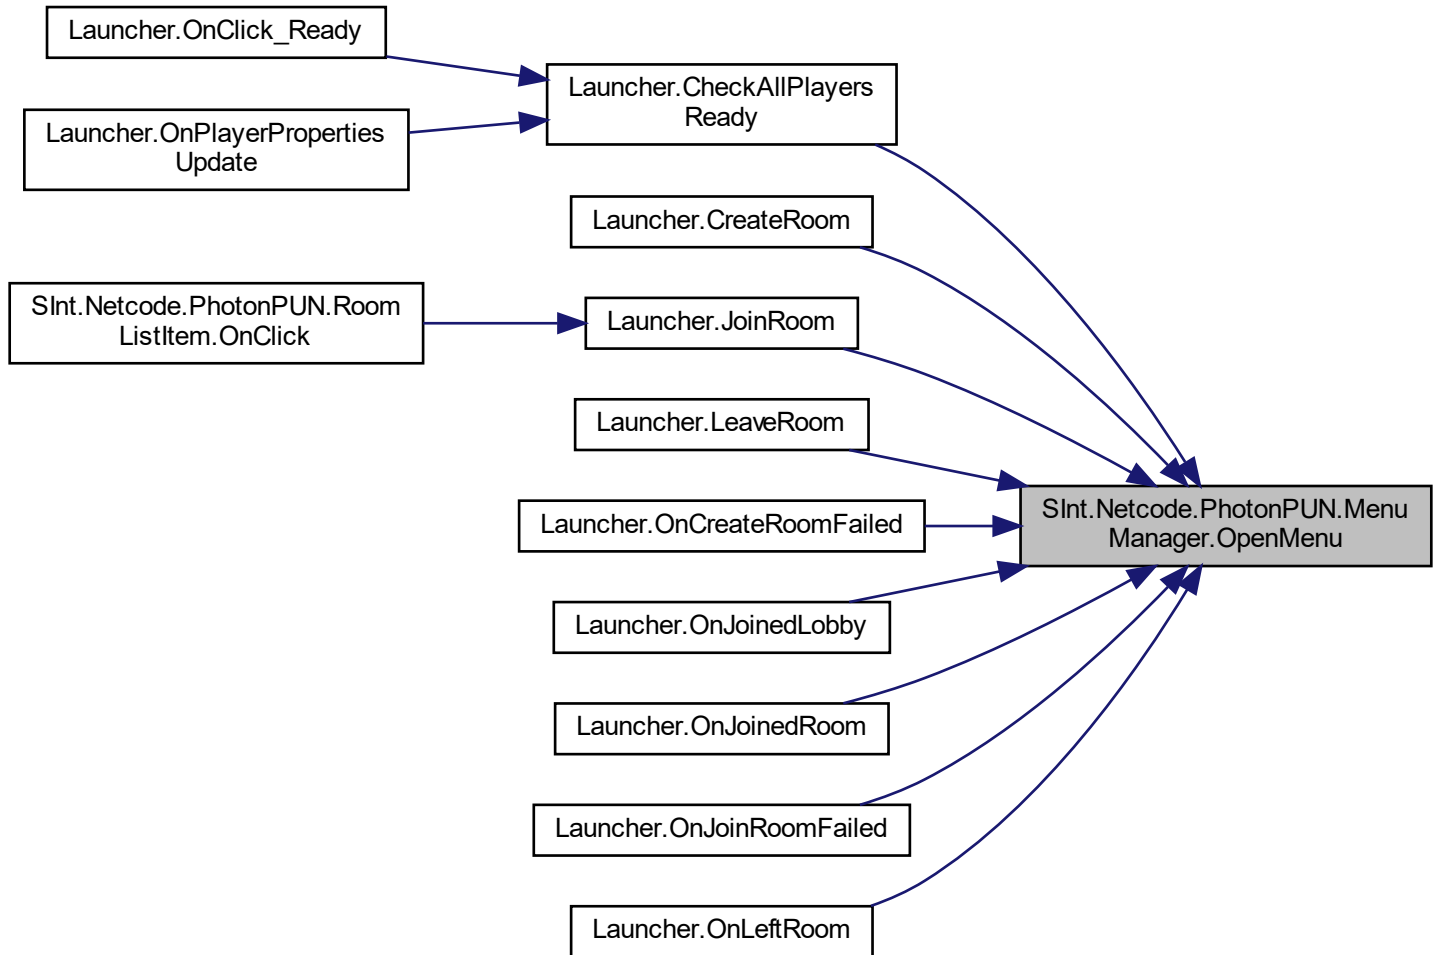 Launcher.OnClick_Ready
Launcher.CheckAllPlayers
Ready
Launcher.OnPlayerProperties
Update
Launcher.CreateRoom
SInt.Netcode.PhotonPUN.Room
ListItem.OnClick
Launcher.JoinRoom
Launcher.LeaveRoom
SInt.Netcode.PhotonPUN.Menu
Manager.OpenMenu
Launcher.OnCreateRoomFailed
Launcher.OnJoinedLobby
Launcher.OnJoinedRoom
Launcher.OnJoinRoomFailed
Launcher.OnLeftRoom